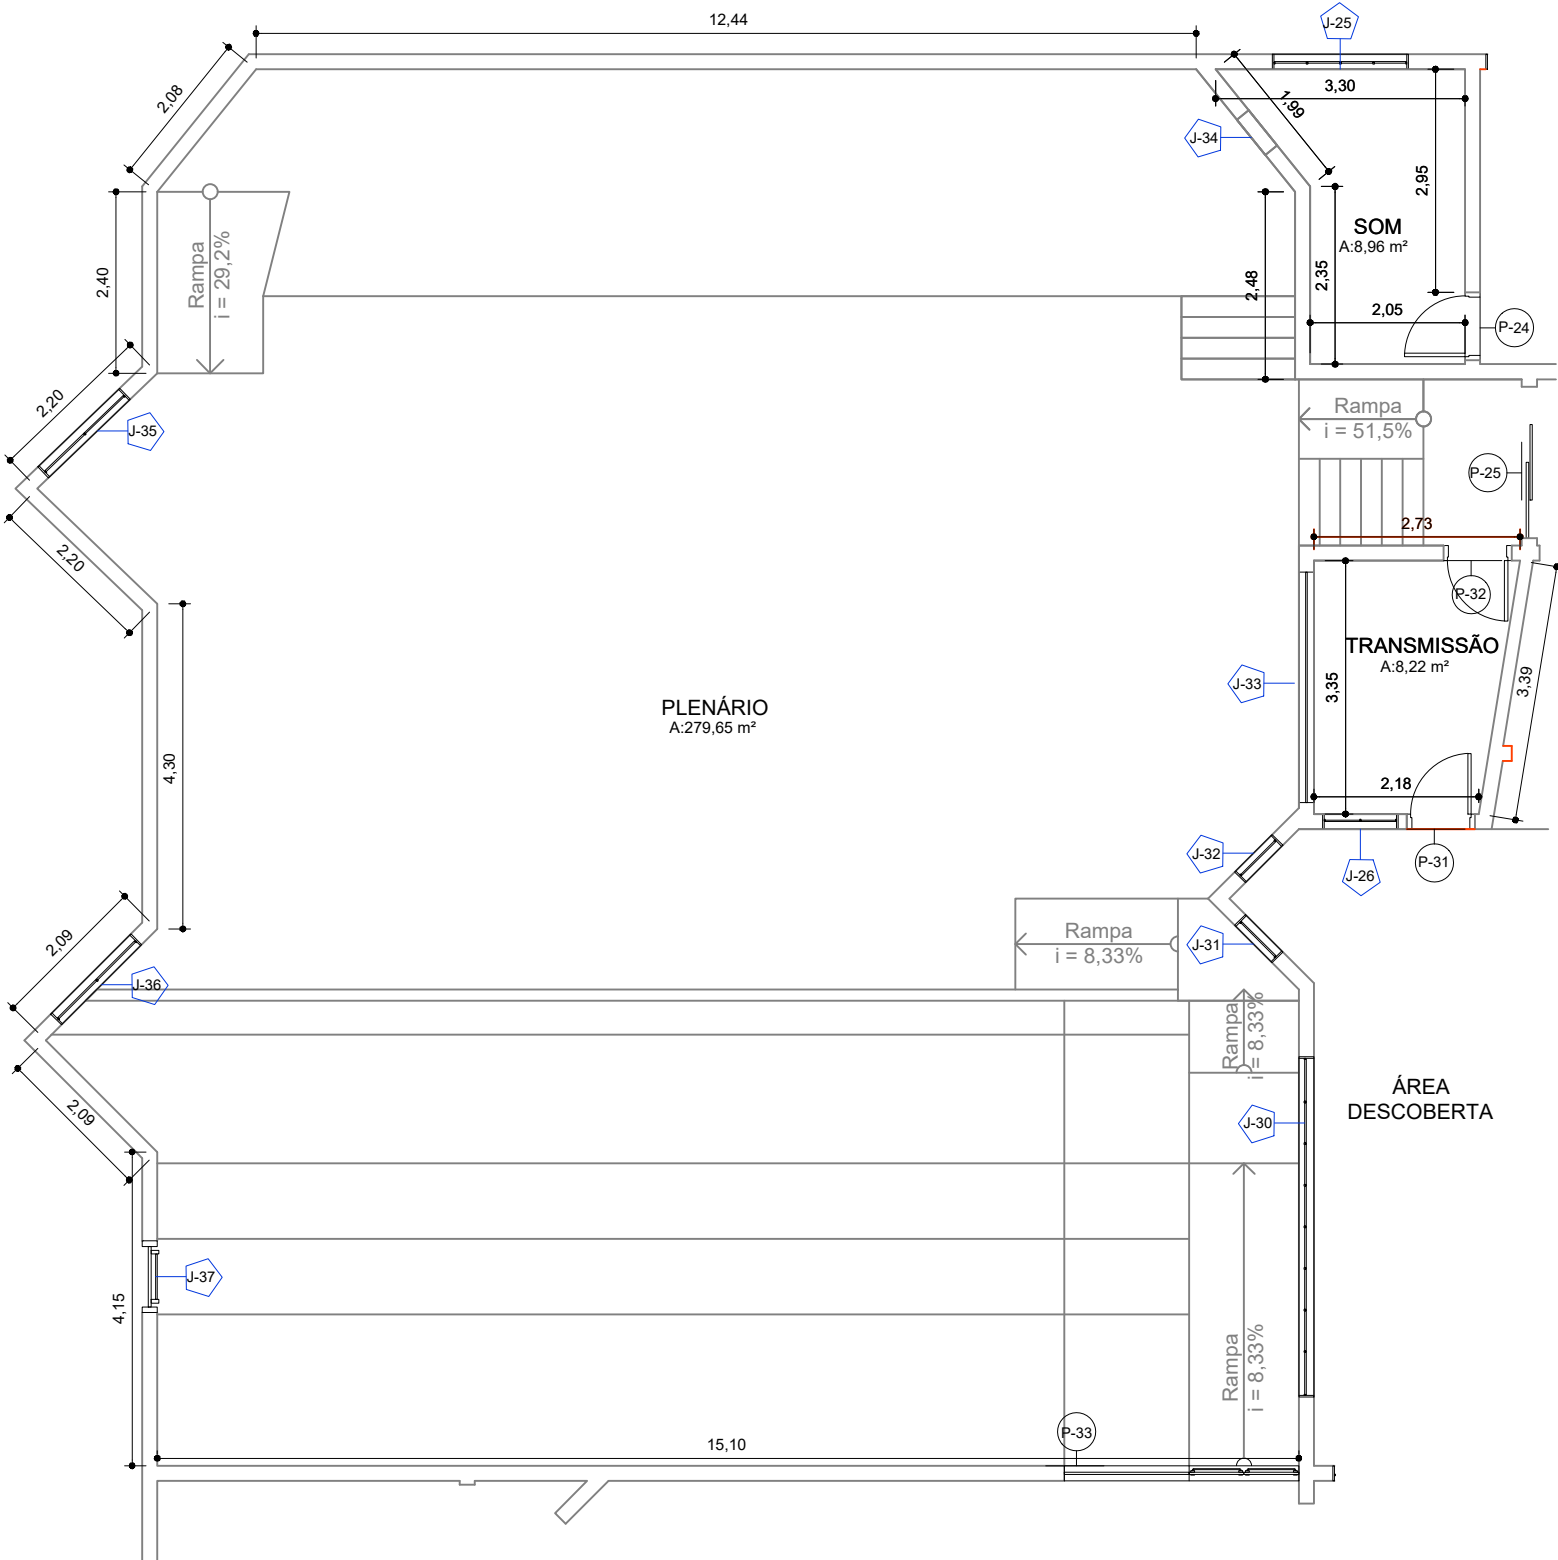 12,44
J-25
2,08
3,30
1,99
J-34
2,95
SOM
A:8,96 m²
Rampa
i = 29,2%
2,40
2,48
2,35
2,05
P-24
2,20
J-35
Rampa
i = 51,5%
P-25
2,73
2,20
P-32
TRANSMISSÃO
A:8,22 m²
J-33
3,35
3,39
PLENÁRIO
A:279,65 m²
4,30
2,18
J-32
P-31
J-26
2,09
Rampa
i = 8,33%
J-31
J-36
Rampa
i = 8,33%
2,09
ÁREA
DESCOBERTA
J-30
J-37
4,15
Rampa
i = 8,33%
P-33
15,10